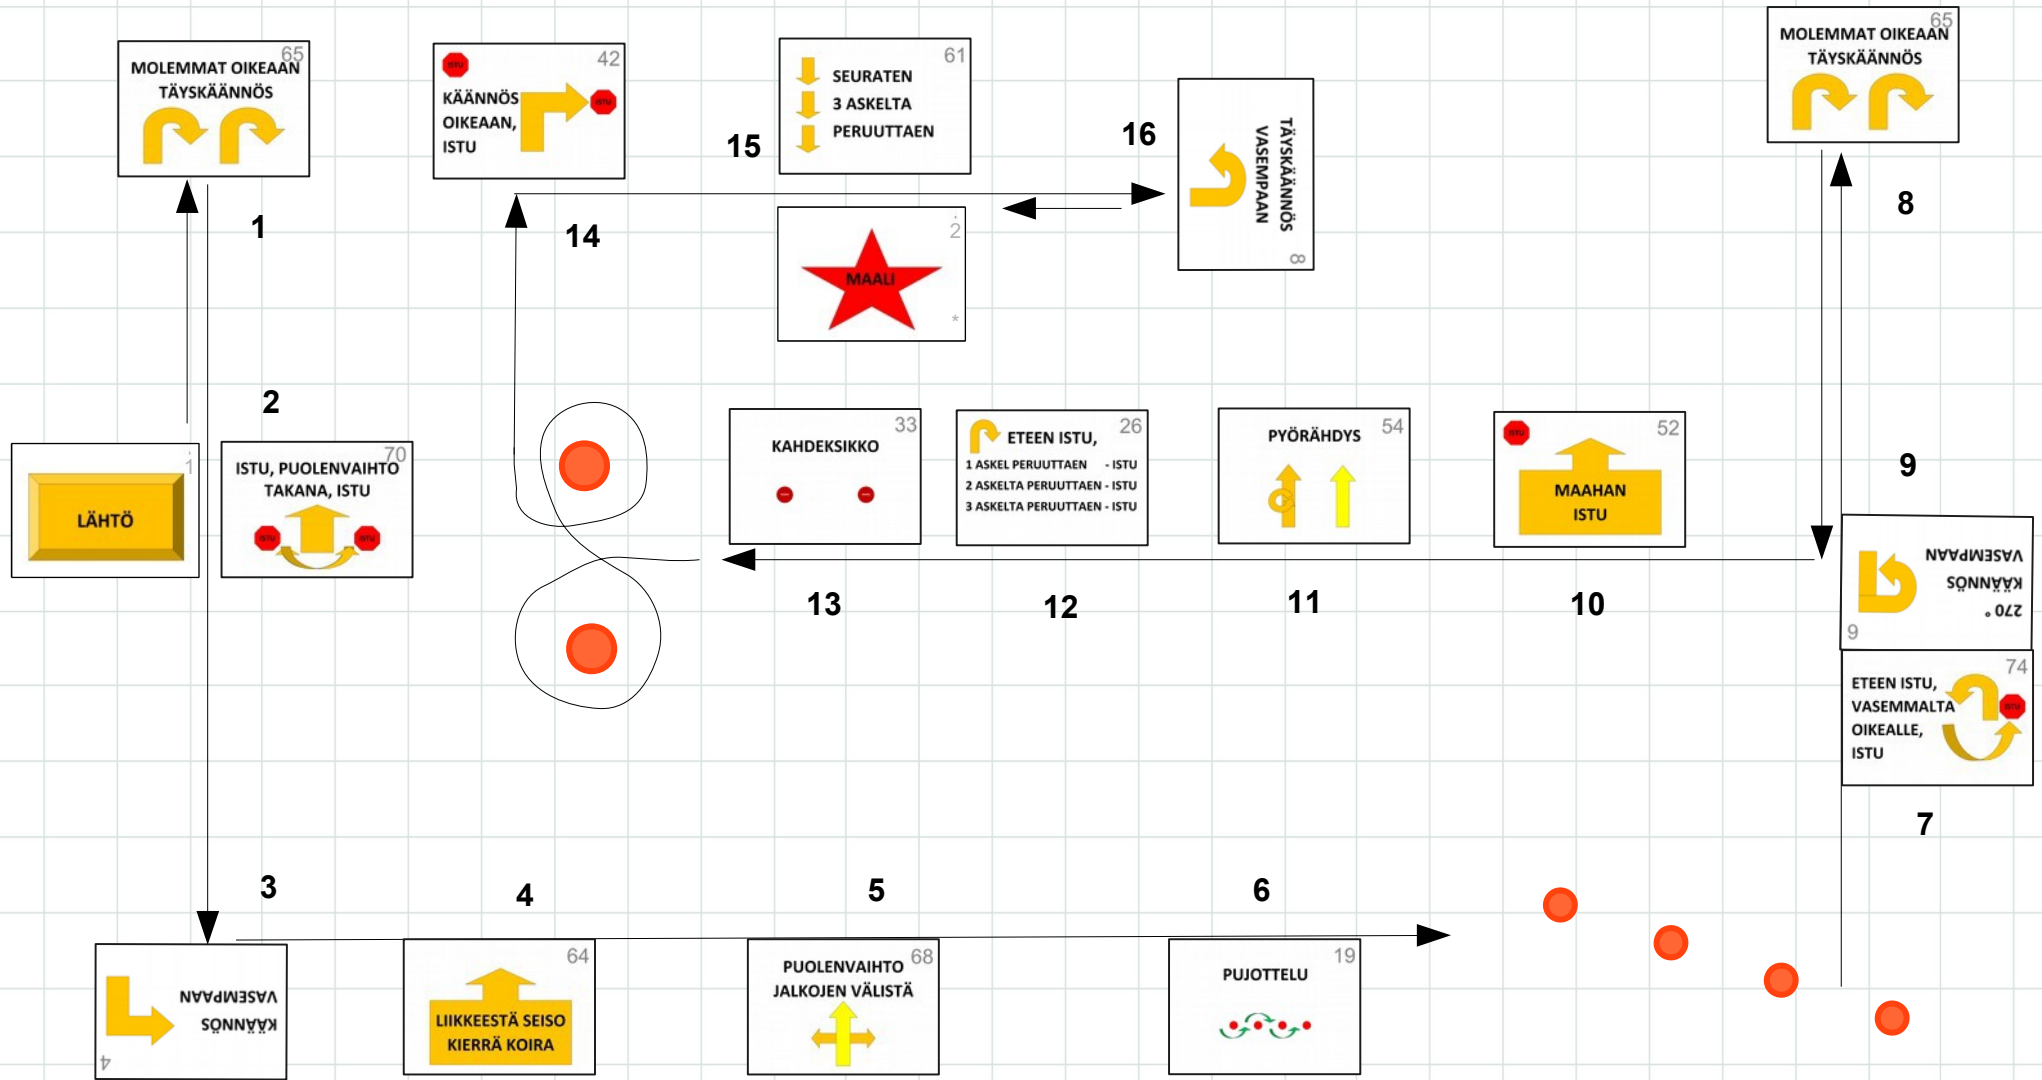 65
MOLEMMAT OIKEAAN
TÄYSKÄÄNNÖS
1
ISTU
42
KÄÄNNÖS
OIKEAAN,
ISTU
ISTU
14
61
SEURATEN
3 ASKELTA
PERUUTTAEN
15
16
TÄYSKÄÄNNÖS
VASEMPAAN
8
65
MOLEMMAT OIKEAAN
TÄYSKÄÄNNÖS
8
2
MAALI
*
2
1
LÄHTÖ
70
ISTU, PUOLENVAIHTO
TAKANA, ISTU
ISTU
ISTU
33
KAHDEKSIKKO
13
26
ETEEN ISTU,
1 ASKEL PERUUTTAEN - ISTU
2 ASKELTA PERUUTTAEN - ISTU
3 ASKELTA PERUUTTAEN - ISTU
12
54
PYÖRÄHDYS
11
ISTU
52
MAAHAN
ISTU
10
9
270 °
KÄÄNNÖS
VASEMPAAN
9
74
ETEEN ISTU,
VASEMMALTA
OIKEALLE,
ISTU
ISTU
7
3
KÄÄNNÖS
VASEMPAAN
4
4
64
LIIKKEESTÄ SEISO
KIERRÄ KOIRA
5
68
PUOLENVAIHTO
JALKOJEN VÄLISTÄ
6
19
PUJOTTELU